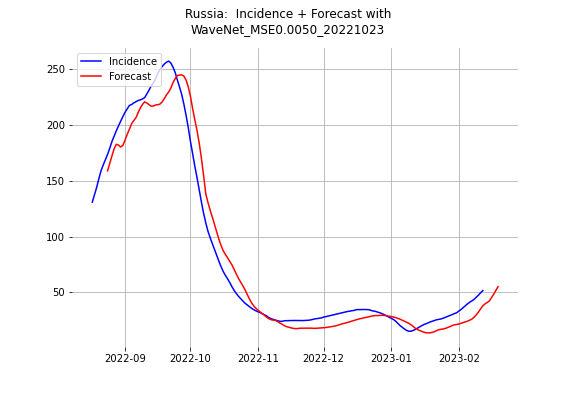 Russia:  Incidence + Forecast with
WaveNet_MSE0.0050_20221023
Incidence
Forecast
250
200
150
100
50
2022-09
2022-10
2022-11
2022-12
2023-01
2023-02